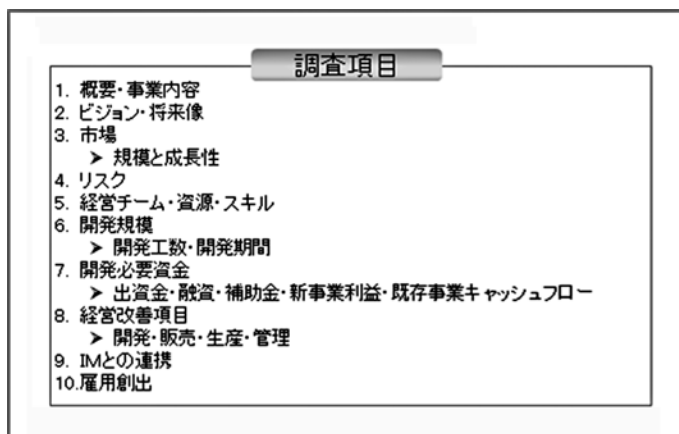 調査項目
1. 概要・事業内容
2. ビジョン・将来像
3. 市場
➤ 規模と成長性
4. リスク
5. 経営チーム・資源・スキル
6. 開発規模
➤ 開発工数・開発期間
7. 開発必要資金
➤ 出資金・融資・補助金・新事業利益・既存事業キャッシュフロー
8. 経営改善項目
➤ 開発・販売・生産・管理
9. IMとの連携
10.雇用創出